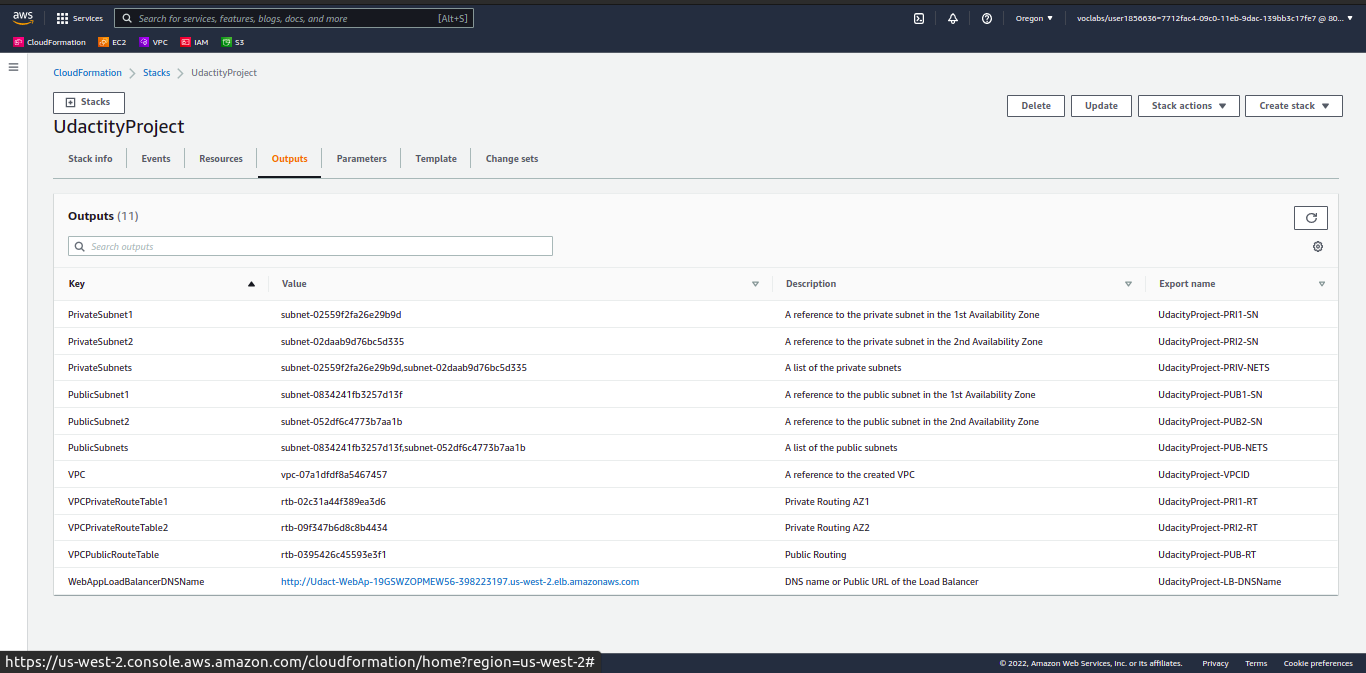 aws Services Search for services, features, blogs, docs, and more [Alt+S] Oregon ▼ voclabs/user1856636=7712fac4-09c0-11eb-9dac-139bb3c17fe7 @ 80... ▼
CloudFormation EC2 VPC IAM S3
CloudFormation > Stacks > UdactityProject
Stacks
UdactityProject
Delete Update Stack actions ▼ Create stack ▼
Stack info Events Resources Outputs Parameters Template Change sets
Outputs (11)
Search outputs
Key Value Description Export name
PrivateSubnet1 subnet-02559f2fa26e29b9d A reference to the private subnet in the 1st Availability Zone UdacityProject-PRI1-SN
PrivateSubnet2 subnet-02daab9d76bc5d335 A reference to the private subnet in the 2nd Availability Zone UdacityProject-PRI2-SN
PrivateSubnets subnet-02559f2fa26e29b9d,subnet-02daab9d76bc5d335 A list of the private subnets UdacityProject-PRIV-NETS
PublicSubnet1 subnet-0834241fb3257d13f A reference to the public subnet in the 1st Availability Zone UdacityProject-PUB1-SN
PublicSubnet2 subnet-052df6c4773b7aa1b A reference to the public subnet in the 2nd Availability Zone UdacityProject-PUB2-SN
PublicSubnets subnet-0834241fb3257d13f,subnet-052df6c4773b7aa1b A list of the public subnets UdacityProject-PUB-NETS
VPC vpc-07a1dfdf8a5467457 A reference to the created VPC UdacityProject-VPCID
VPCPrivateRouteTable1 rtb-02c31a44f389ea3d6 Private Routing AZ1 UdacityProject-PRI1-RT
VPCPrivateRouteTable2 rtb-09f347b6d8c8b4434 Private Routing AZ2 UdacityProject-PRI2-RT
VPCPublicRouteTable rtb-0395426c45593e3f1 Public Routing UdacityProject-PUB-RT
WebAppLoadBalancerDNSName http://Udact-WebAp-19GSWZOPMEW56-398223197.us-west-2.elb.amazonaws.com DNS name or Public URL of the Load Balancer UdacityProject-LB-DNSName
https://us-west-2.console.aws.amazon.com/cloudformation/home?region=us-west-2# © 2022, Amazon Web Services, Inc. or its affiliates. Privacy Terms Cookie preferences